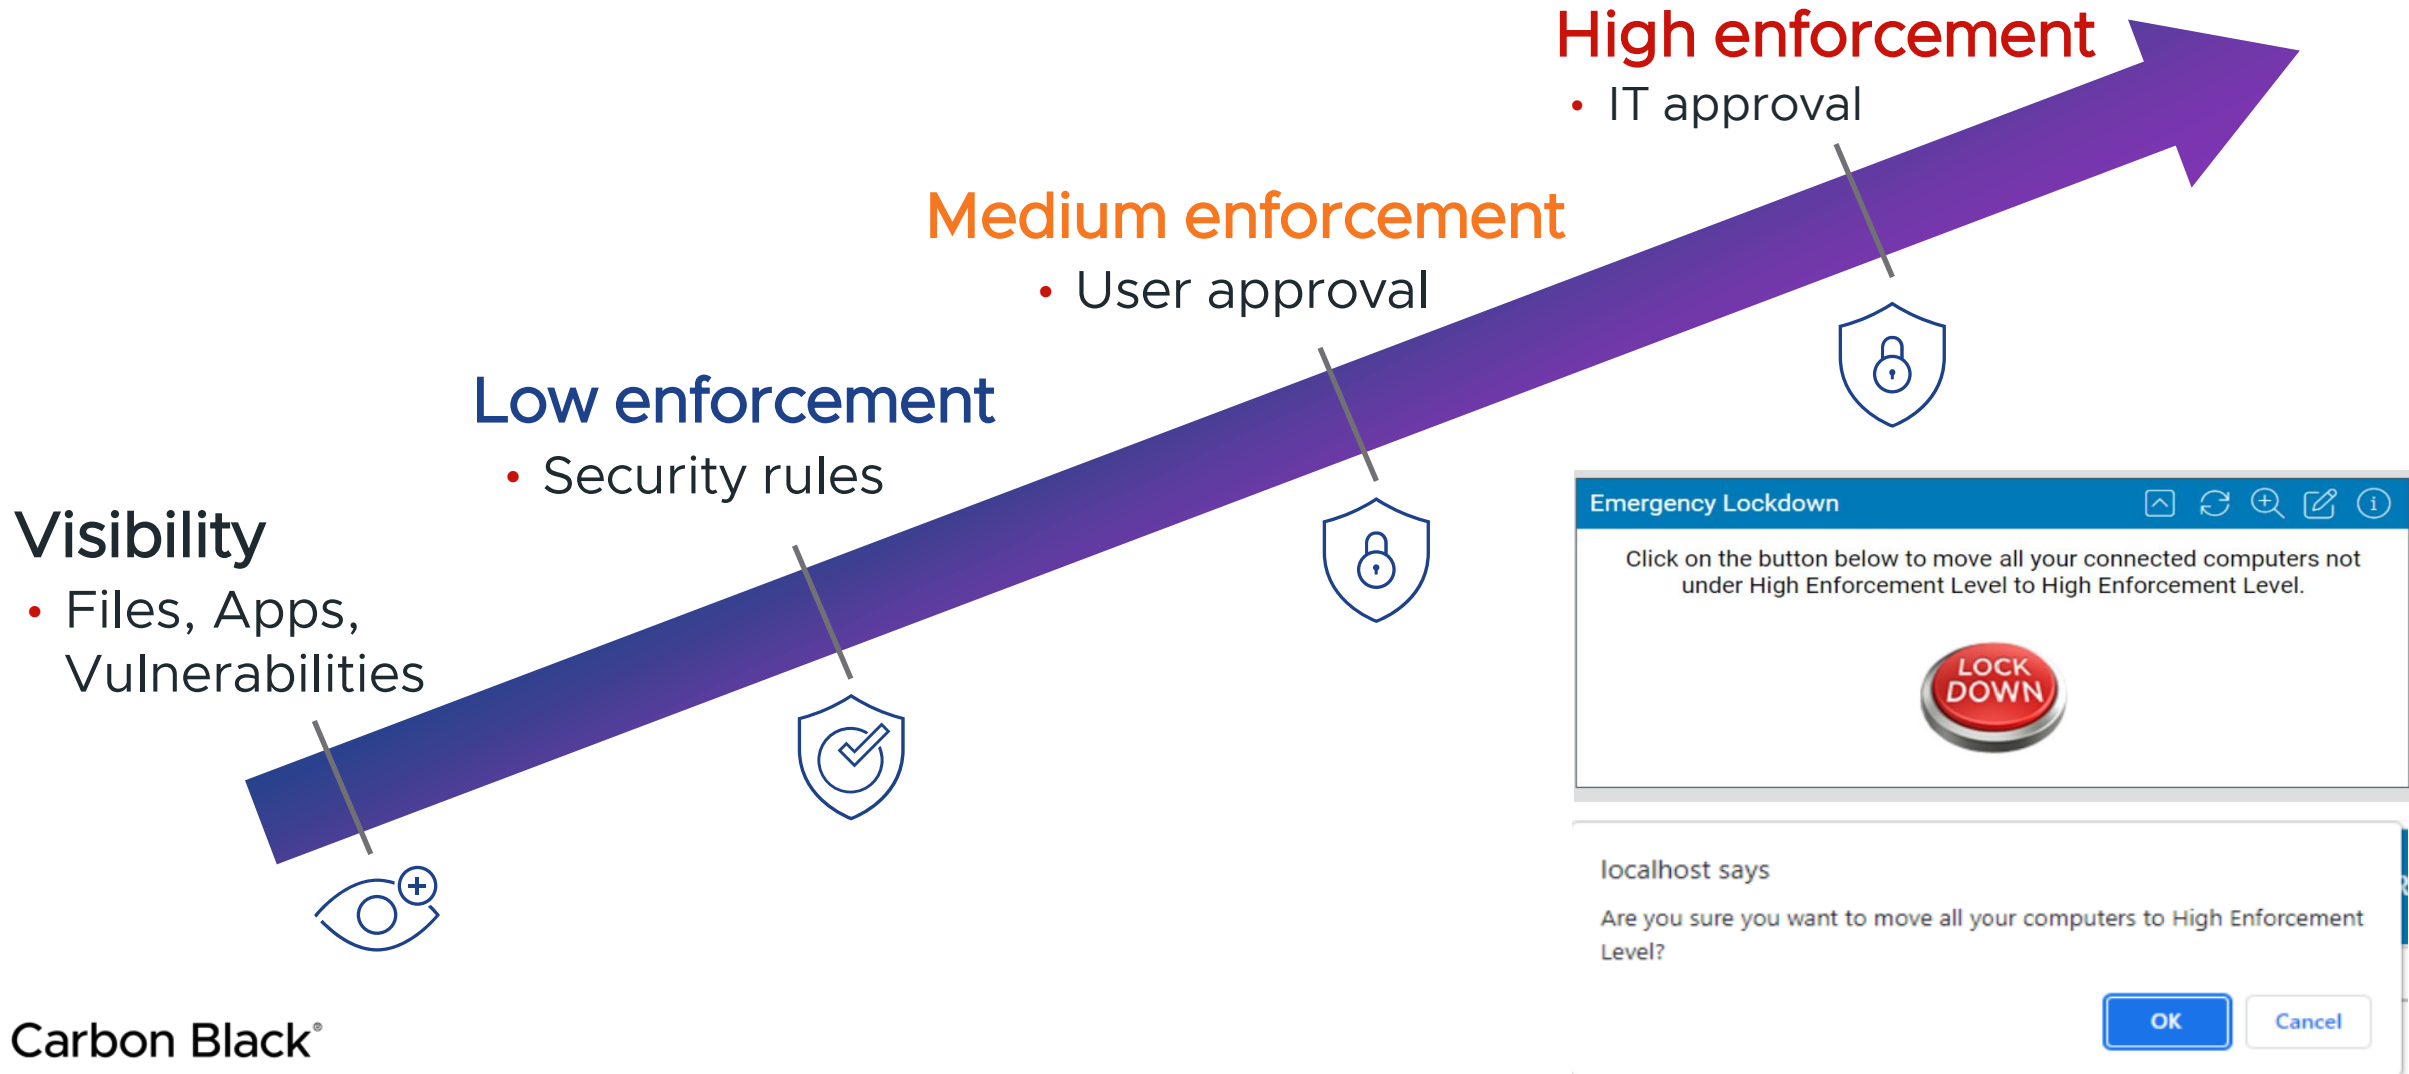 High enforcement
• IT approval
Medium enforcement
• User approval
Low enforcement
• Security rules
Visibility
• Files, Apps,
Vulnerabilities
Emergency Lockdown
Click on the button below to move all your connected computers not
under High Enforcement Level to High Enforcement Level.
LOCK
DOWN
localhost says
Are you sure you want to move all your computers to High Enforcement
Level?
OK
Cancel
Carbon Black®